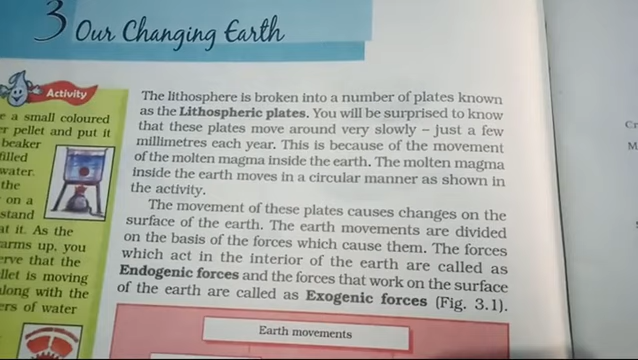 3 Our Changing Earth
Activity
e a small coloured
er pellet and put it
beaker
filled
water.
the
on a
stand
at it. As the
arms up, you
erve that the
llet is moving
long with the
ers of water
The lithosphere is broken into a number of plates known
as the Lithospheric plates. You will be surprised to know
that these plates move around very slowly – just a few
millimetres each year. This is because of the movement
of the molten magma inside the earth. The molten magma
inside the earth moves in a circular manner as shown in
the activity.
The movement of these plates causes changes on the
surface of the earth. The earth movements are divided
on the basis of the forces which cause them. The forces
which act in the interior of the earth are called as
Endogenic forces and the forces that work on the surface
of the earth are called as Exogenic forces (Fig. 3.1).
Earth movements
Cr
M